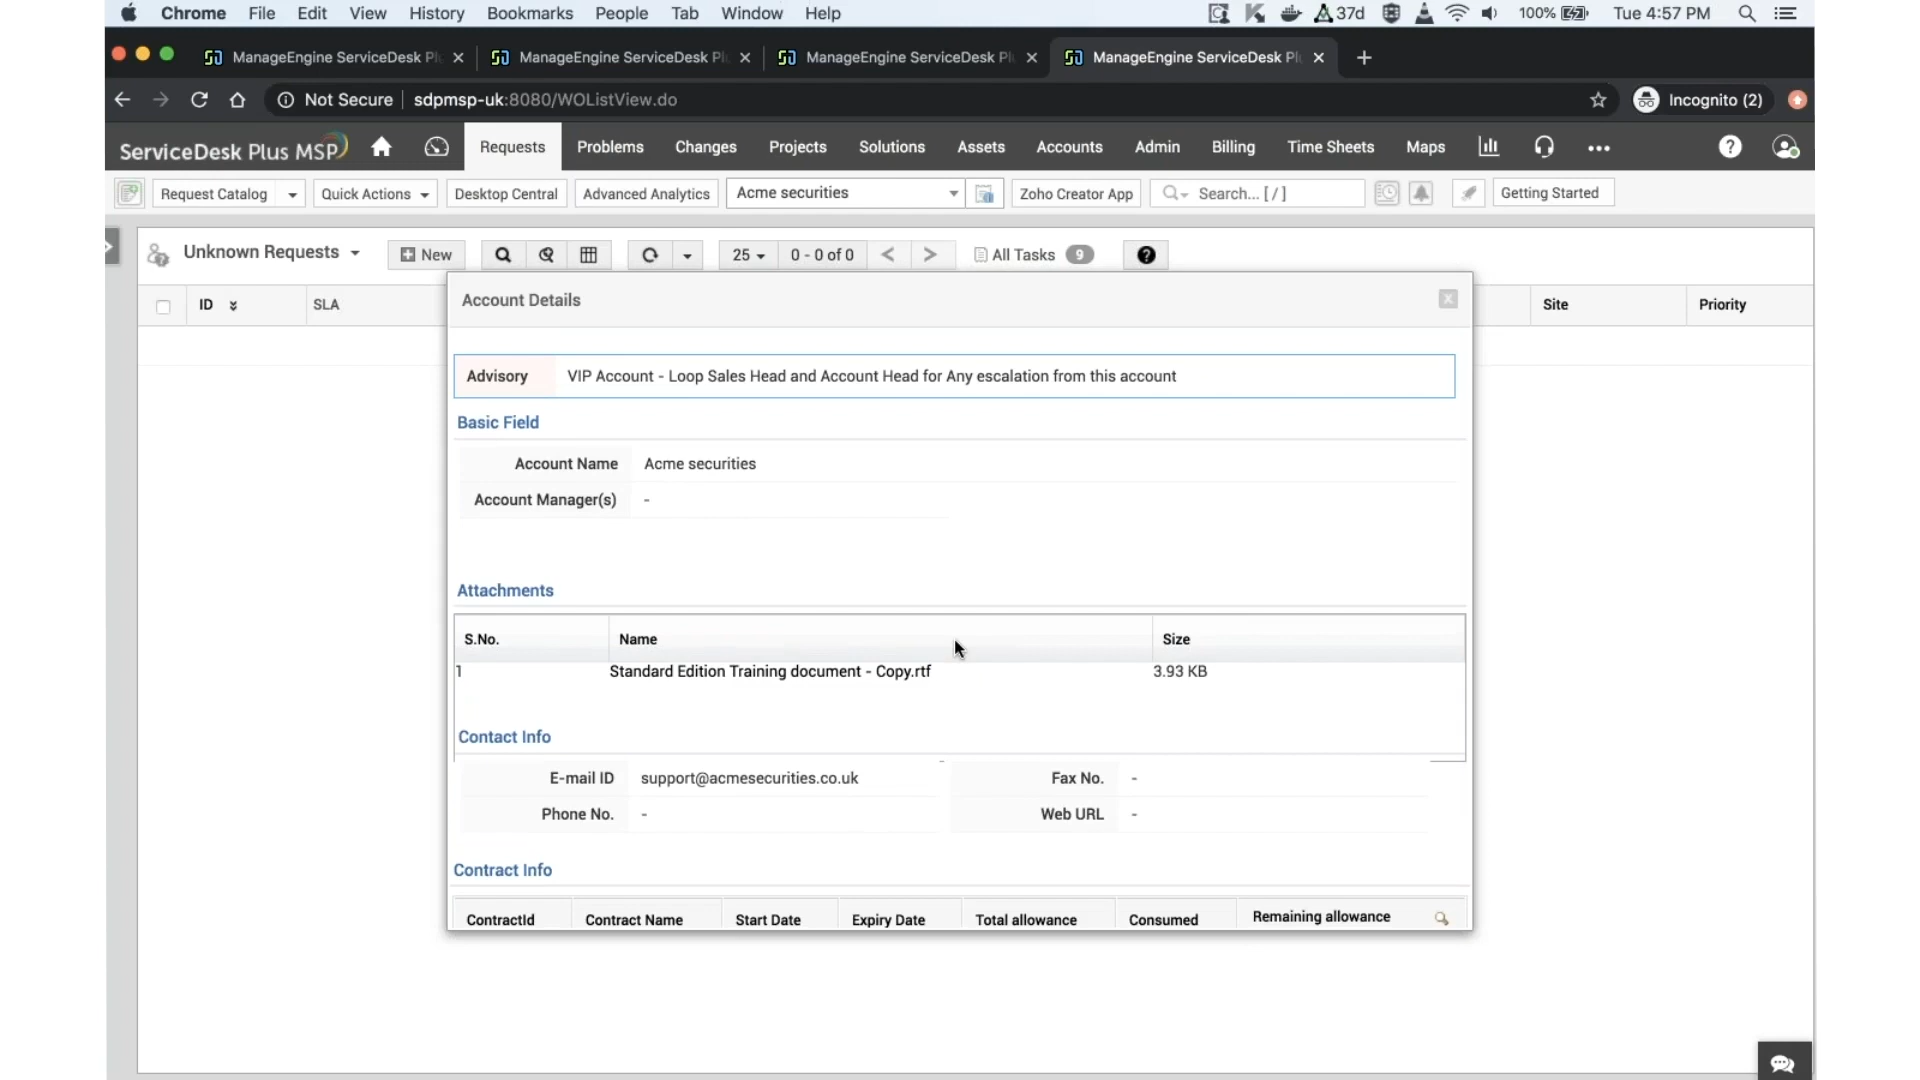 Chrome File Edit View History Bookmarks People Tab Window Help 37d 100% Tue 4:57 PM
ManageEngine ServiceDesk Pl ManageEngine ServiceDesk Pl ManageEngine ServiceDesk Pl ManageEngine ServiceDesk Pl
Not Secure sdpmsp-uk:8080/WOListView.do Incognito (2)
ServiceDesk Plus MSP Requests Problems Changes Projects Solutions Assets Accounts Admin Billing Time Sheets Maps
Request Catalog Quick Actions Desktop Central Advanced Analytics Acme securities Zoho Creator App Search... [ / ] Getting Started
Unknown Requests New 25 0 - 0 of 0 All Tasks 9
ID SLA Site Priority
Account Details
Advisory VIP Account - Loop Sales Head and Account Head for Any escalation from this account
Basic Field
Account Name Acme securities
Account Manager(s) -
Attachments
S.No. Name Size
1 Standard Edition Training document - Copy.rtf 3.93 KB
Contact Info
E-mail ID support@acmesecurities.co.uk Fax No. -
Phone No. - Web URL -
Contract Info
ContractId Contract Name Start Date Expiry Date Total allowance Consumed Remaining allowance